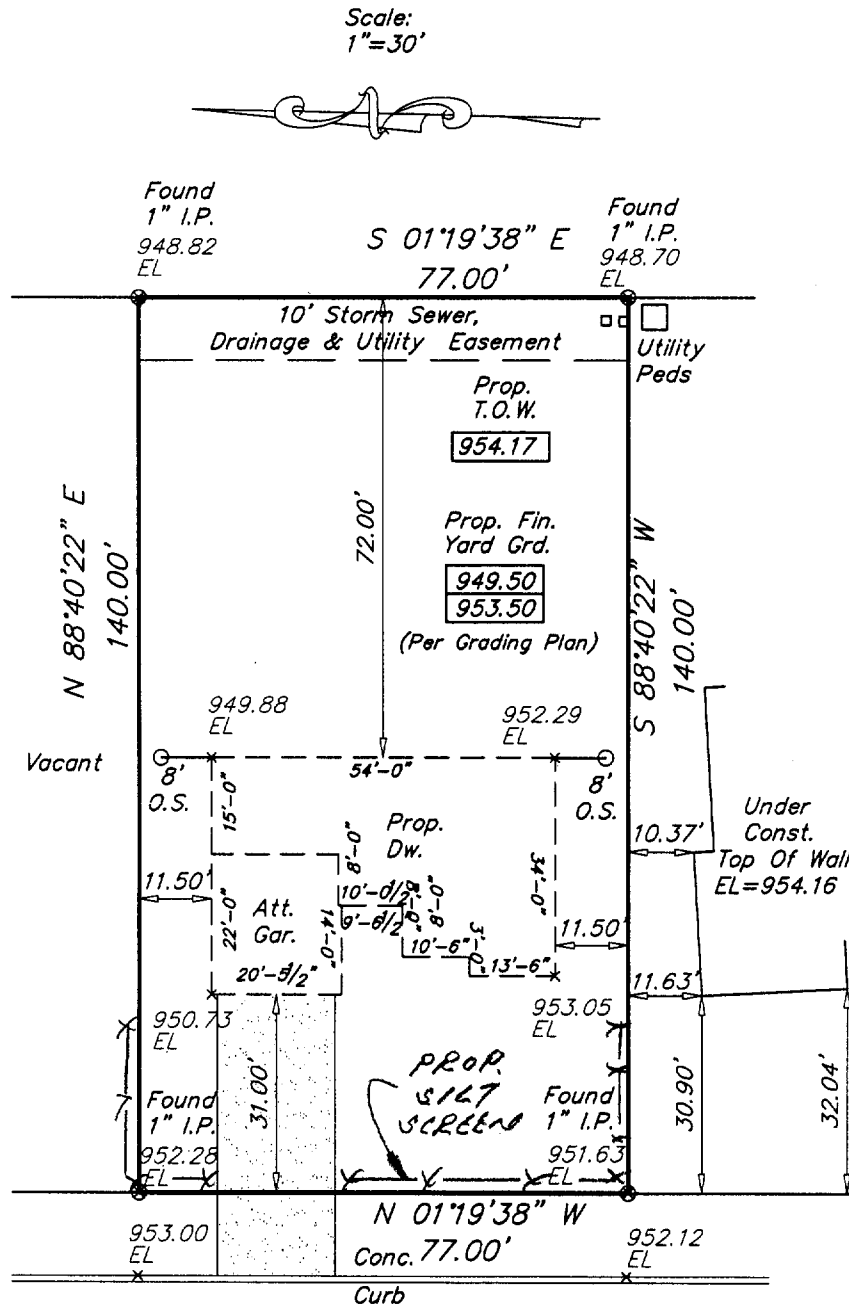 Scale:
1"=30'
Found
1" I.P.
948.82
EL
S 01°19'38" E
77.00'
Found
1" I.P.
948.70
EL
10' Storm Sewer,
Drainage & Utility Easement
Utility
Peds
Prop.
T.O.W.
954.17
72.00'
N 88°40'22" E
140.00'
Prop. Fin.
Yard Grd.
949.50
953.50
(Per Grading Plan)
S 88°40'22" W
140.00'
949.88
EL
952.29
EL
Vacant
8'
O.S.
54'-0"
8'
O.S.
15'-0"
Prop.
Dw.
8'-0"
34'-0"
10.37'
Under
Const.
Top Of Wall
EL=954.16
11.50'
22'-0"
Att.
Gar.
14'-0"
9'-6½"
8'-0"
10'-6"
3'-0"
13'-6"
11.50'
20'-5½"
11.63'
950.73
EL
953.05
EL
31.00'
PROP.
SILT
SCREEN
30.90'
32.04'
Found
1" I.P.
952.28
EL
Found
1" I.P.
951.63
EL
N 01°19'38" W
77.00'
953.00
EL
Conc.
952.12
EL
Curb